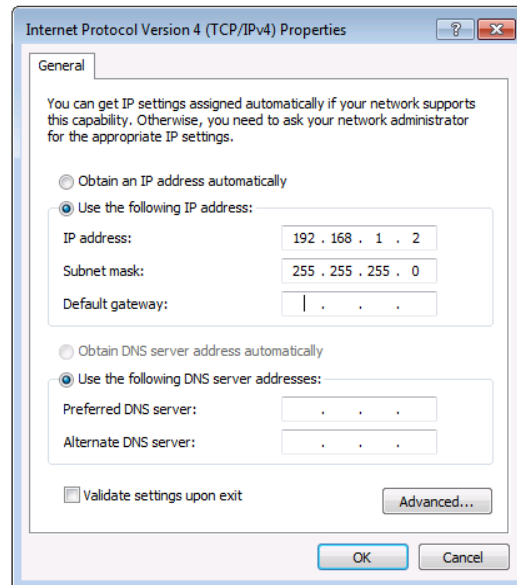 Internet Protocol Version 4 (TCP/IPv4) Properties
General
You can get IP settings assigned automatically if your network supports
this capability. Otherwise, you need to ask your network administrator
for the appropriate IP settings.
Obtain an IP address automatically
Use the following IP address:
IP address: 192 . 168 . 1 . 2
Subnet mask: 255 . 255 . 255 . 0
Default gateway: . . .
Obtain DNS server address automatically
Use the following DNS server addresses:
Preferred DNS server: . . .
Alternate DNS server: . . .
Validate settings upon exit
Advanced...
OK Cancel